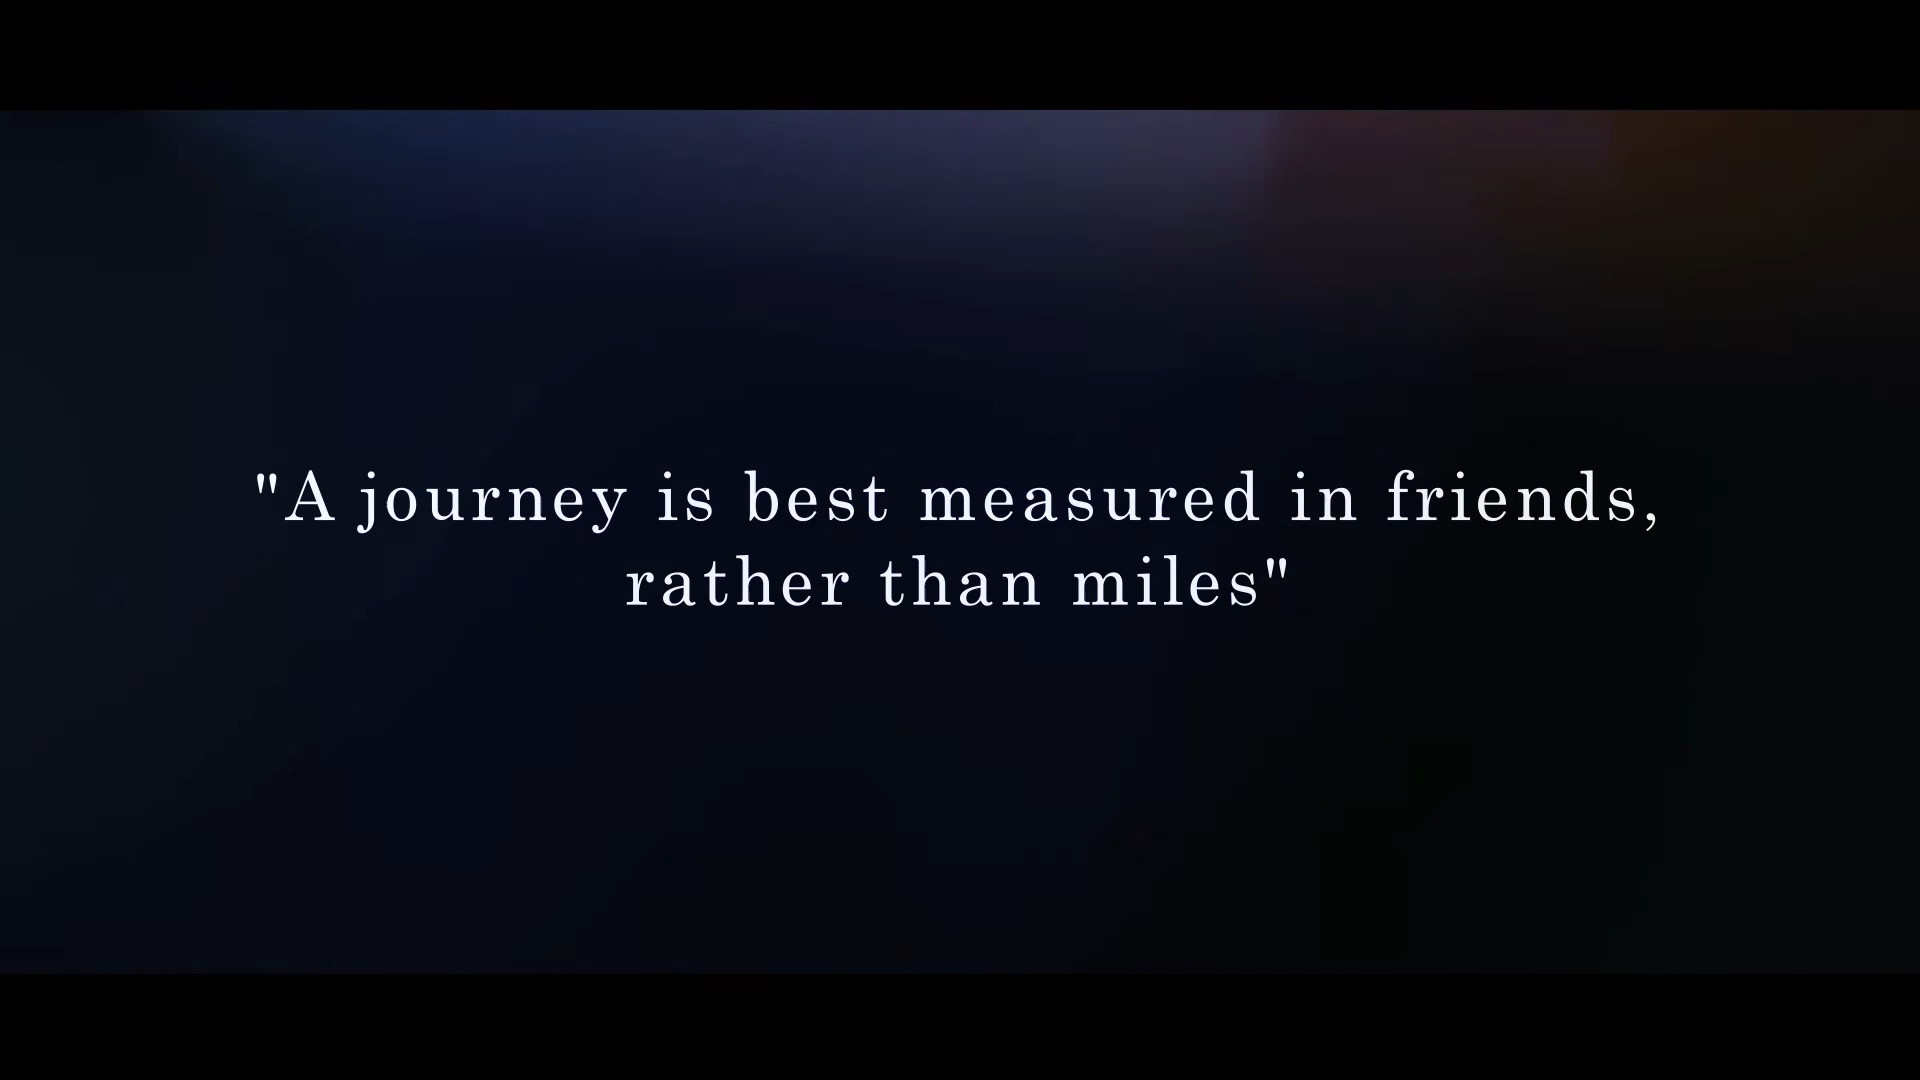 "A journey is best measured in friends,
rather than miles"